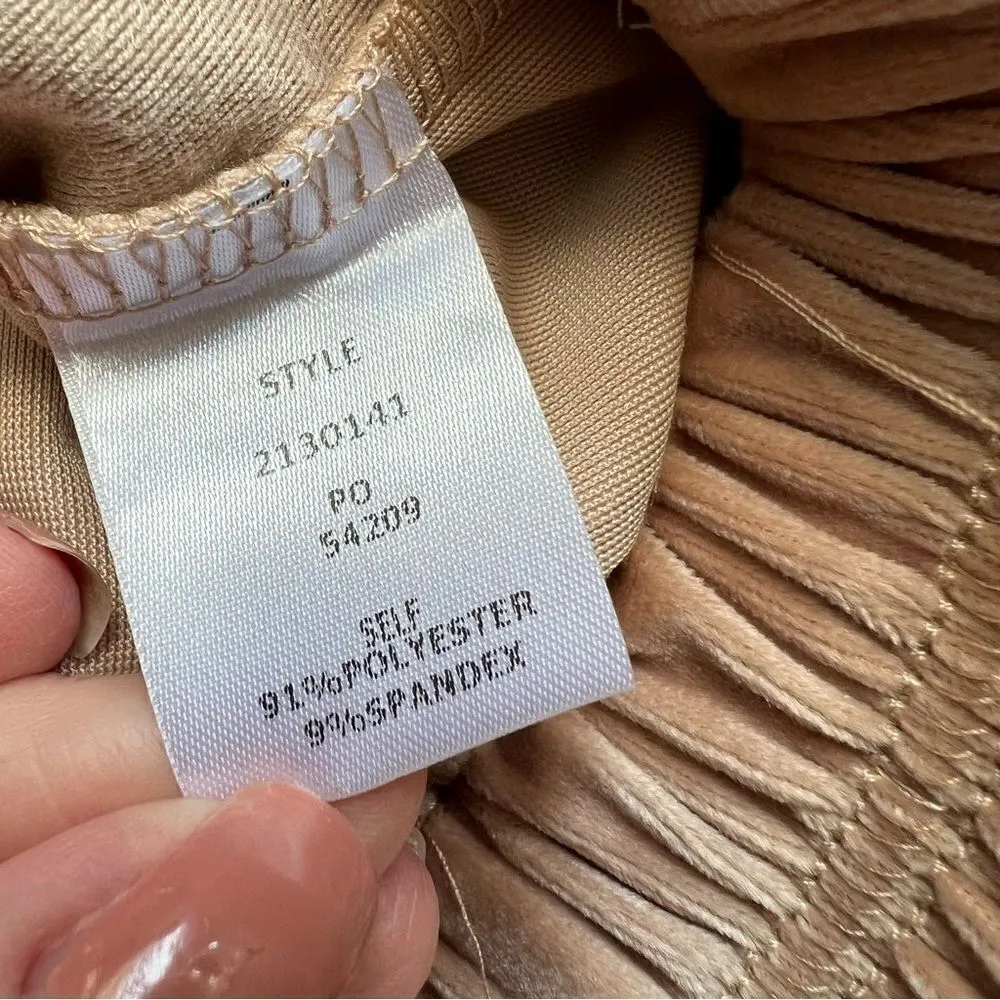 STYLE
2130141
PO
54209
SELF
91%POLYESTER
9%SPANDEX